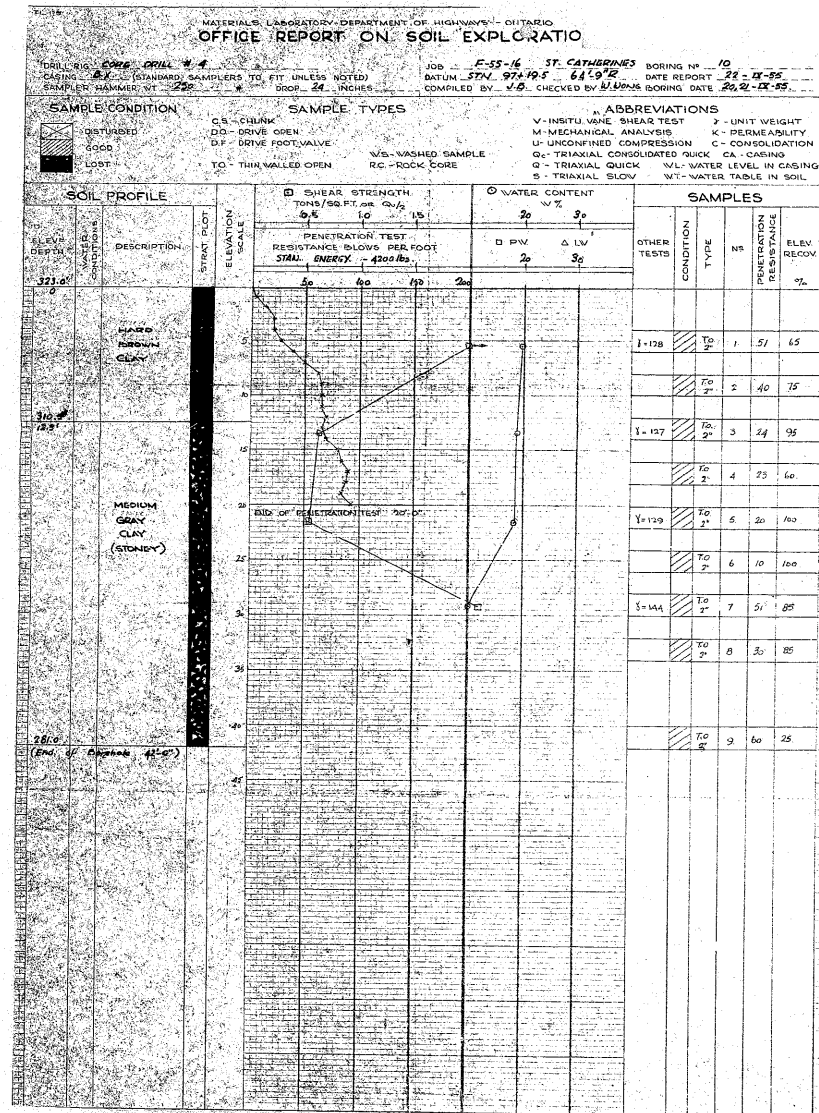 MATERIALS LABORATORY - DEPARTMENT OF HIGHWAYS - ONTARIO
OFFICE REPORT ON SOIL EXPLORATIO
DRILL RIG CORE DRILL # 4 JOB F-55-16 ST. CATHERINES BORING Nº 10
CASING BX (STANDARD SAMPLERS TO FIT UNLESS NOTED) DATUM STN 97+19.5 64'-9" R DATE REPORT 22-IX-55
SAMPLER HAMMER WT 250 # DROP 24 INCHES COMPILED BY J.B. CHECKED BY W. WONG BORING DATE 20,21-IX-55
SAMPLE CONDITION SAMPLE TYPES ABBREVIATIONS
DISTURBED
GOOD
LOST
C.S - CHUNK
D.O - DRIVE OPEN
D.F - DRIVE FOOT VALVE
T.O - THIN WALLED OPEN
W.S - WASHED SAMPLE
R.C. - ROCK CORE
V - INSITU VANE SHEAR TEST γ - UNIT WEIGHT
M - MECHANICAL ANALYSIS K - PERMEABILITY
U - UNCONFINED COMPRESSION C - CONSOLIDATION
Qc - TRIAXIAL CONSOLIDATED QUICK CA - CASING
Q - TRIAXIAL QUICK WL - WATER LEVEL IN CASING
S - TRIAXIAL SLOW WT - WATER TABLE IN SOIL
SOIL PROFILE
ELEV.
DEPTH
WATER CONDITIONS
DESCRIPTION
STRAT PLOT
ELEVATION SCALE
SHEAR STRENGTH
TONS/SQ.FT. OR Qu/2
0.5 1.0 1.5
PENETRATION TEST
RESISTANCE BLOWS PER FOOT
STAN. ENERGY - 4200 lbs.
50 100 150 200
WATER CONTENT
W %
20 30
PW LW
20 30
SAMPLES
OTHER TESTS
CONDITION
TYPE
Nº
PENETRATION RESISTANCE
ELEV. RECOV. %
323.0'
0
HARD
BROWN
CLAY
5
γ=128 T.O 2" 1 51 65
T.O 2" 2 40 75
10
12.5'
γ=127 T.O. 2" 3 24 95
15
T.O 2" 4 23 60
20
MEDIUM
GRAY
CLAY
(STONEY)
END OF PENETRATION TEST 20'-0"
γ=129 T.O 2" 5 20 100
25
T.O 2" 6 10 100
γ=144 T.O 2" 7 51 85
30
T.O 2" 8 30 85
35
40
T.O 2" 9 60 25
281.0
(End of Borehole 42'-0")
45